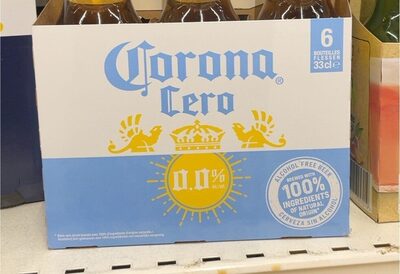 6
BOUTEILLES
FLESSEN
33cl e
Corona®
Cero
0.0%
ALCOHOL-FREE BEER
BREWED WITH
100%
INGREDIENTS
OF NATURAL
ORIGIN*
CERVEZA SIN ALCOHOL